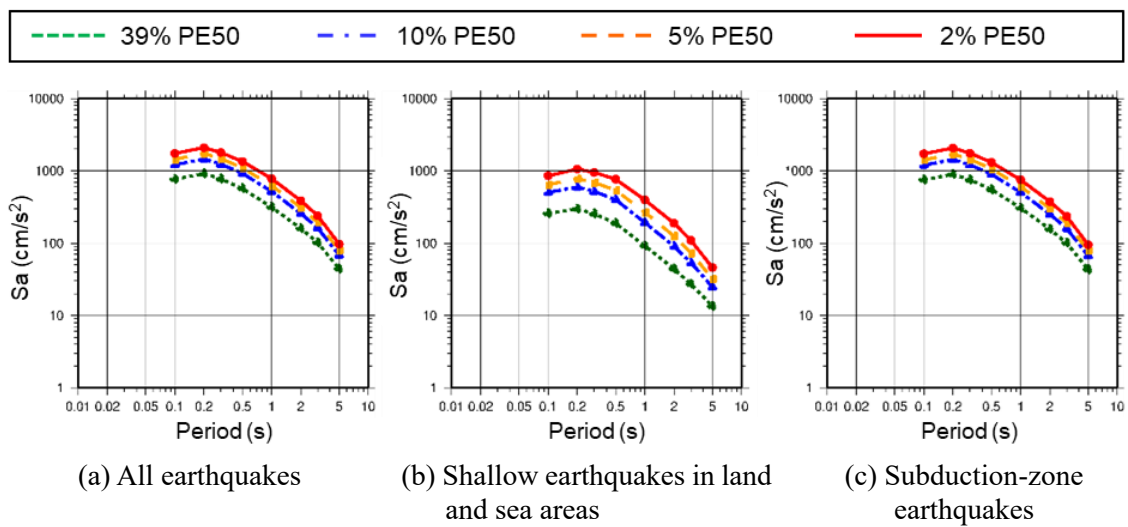 39% PE50 10% PE50 5% PE50 2% PE50
10000
1000
100
10
1
Sa (cm/s²)
0.01 0.02 0.05 0.1 0.2 0.5 1 2 5 10
Period (s)
(a) All earthquakes
10000
1000
100
10
1
Sa (cm/s²)
0.01 0.02 0.05 0.1 0.2 0.5 1 2 5 10
Period (s)
(b) Shallow earthquakes in land
and sea areas
10000
1000
100
10
1
Sa (cm/s²)
0.01 0.02 0.05 0.1 0.2 0.5 1 2 5 10
Period (s)
(c) Subduction-zone
earthquakes